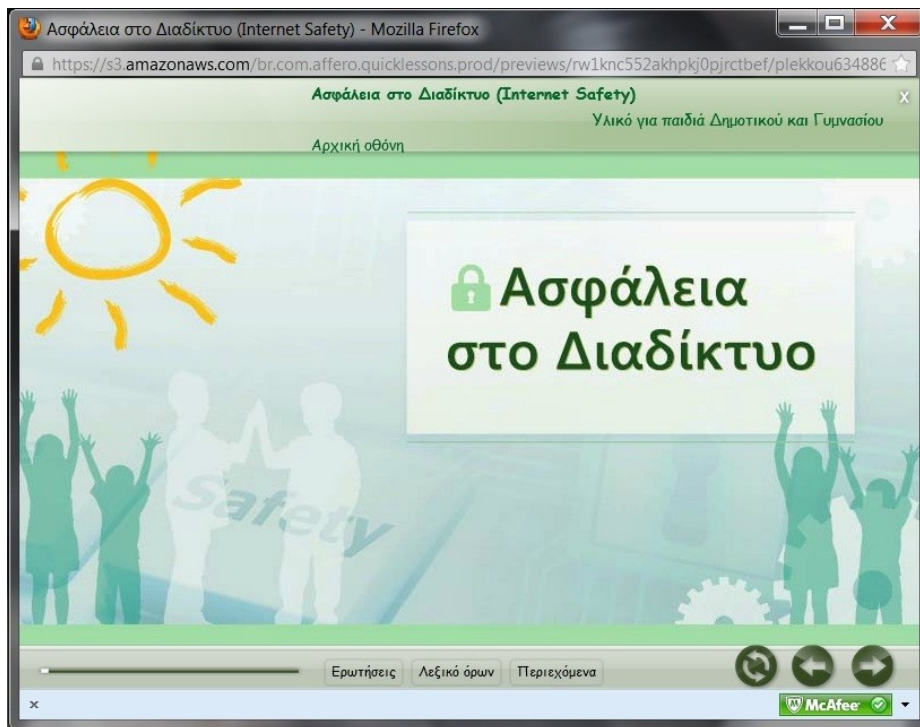 Ασφάλεια στο Διαδίκτυο (Internet Safety) - Mozilla Firefox
https://s3.amazonaws.com/br.com.affero.quicklessons.prod/previews/rw1knc552akhpkj0pjrctbef/plekkou634886
Ασφάλεια στο Διαδίκτυο (Internet Safety)
Υλικό για παιδιά Δημοτικού και Γυμνασίου
Αρχική οθόνη
Ασφάλεια
στο Διαδίκτυο
Safety
Ερωτήσεις Λεξικό όρων Περιεχόμενα
McAfee